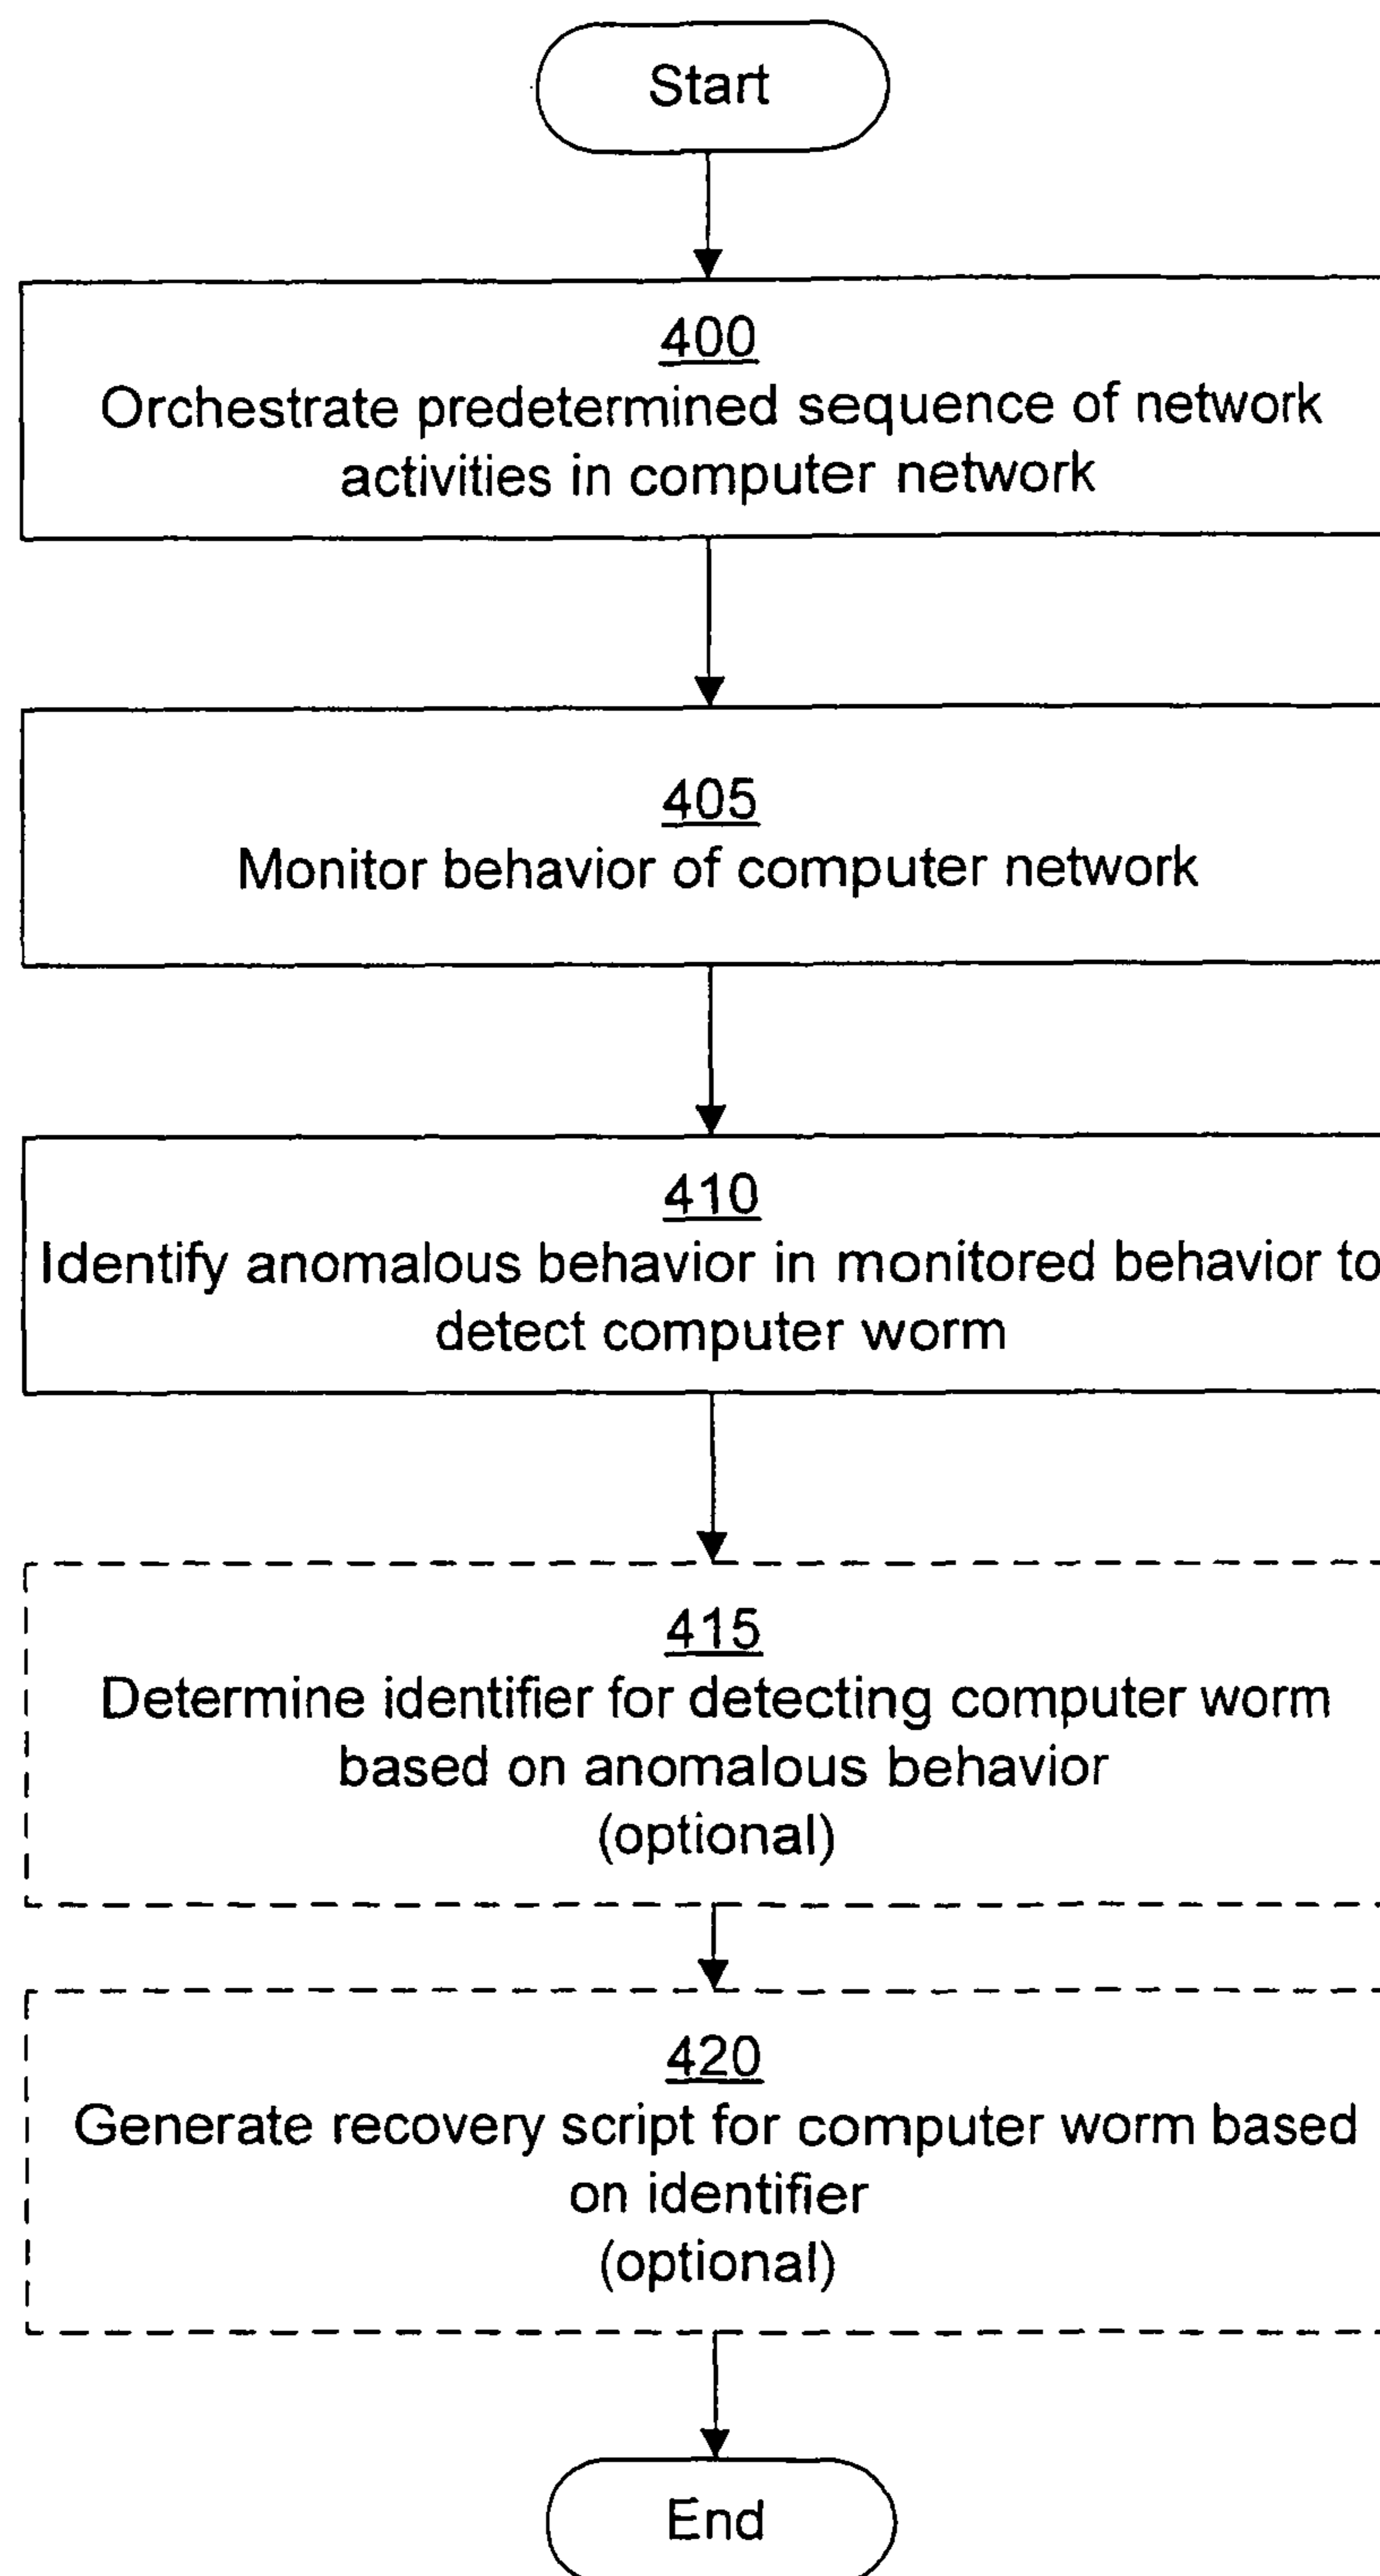 Start
400
Orchestrate predetermined sequence of network
activities in computer network
405
Monitor behavior of computer network
410
Identify anomalous behavior in monitored behavior to
detect computer worm
415
Determine identifier for detecting computer worm
based on anomalous behavior
(optional)
420
Generate recovery script for computer worm based
on identifier
(optional)
End